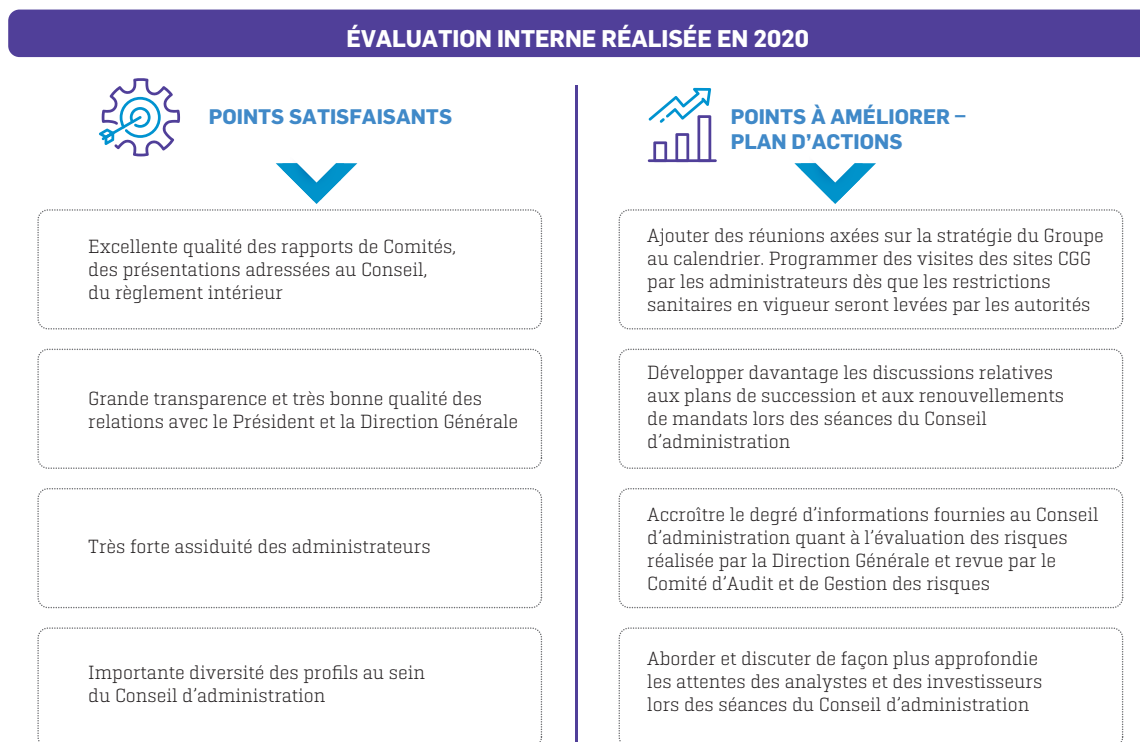 ÉVALUATION INTERNE RÉALISÉE EN 2020
POINTS SATISFAISANTS
Excellente qualité des rapports de Comités,
des présentations adressées au Conseil,
du règlement intérieur
Grande transparence et très bonne qualité des
relations avec le Président et la Direction Générale
Très forte assiduité des administrateurs
Importante diversité des profils au sein
du Conseil d’administration
POINTS À AMÉLIORER –
PLAN D’ACTIONS
Ajouter des réunions axées sur la stratégie du Groupe
au calendrier. Programmer des visites des sites CGG
par les administrateurs dès que les restrictions
sanitaires en vigueur seront levées par les autorités
Développer davantage les discussions relatives
aux plans de succession et aux renouvellements
de mandats lors des séances du Conseil
d’administration
Accroître le degré d’informations fournies au Conseil
d’administration quant à l’évaluation des risques
réalisée par la Direction Générale et revue par le
Comité d’Audit et de Gestion des risques
Aborder et discuter de façon plus approfondie
les attentes des analystes et des investisseurs
lors des séances du Conseil d’administration